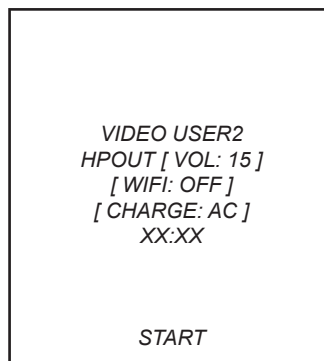 VIDEO USER2
HPOUT [ VOL: 15 ]
[ WIFI: OFF ]
[ CHARGE: AC ]
XX:XX
START